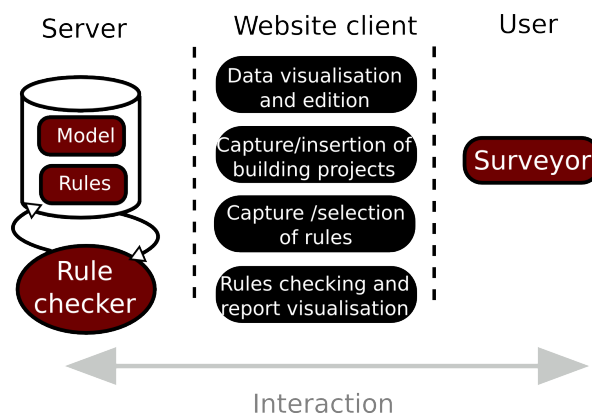 Server
Website client
User
Model
Rules
Rule
checker
Data visualisation
and edition
Capture/insertion of
building projects
Capture /selection
of rules
Rules checking and
report visualisation
Surveyor
Interaction